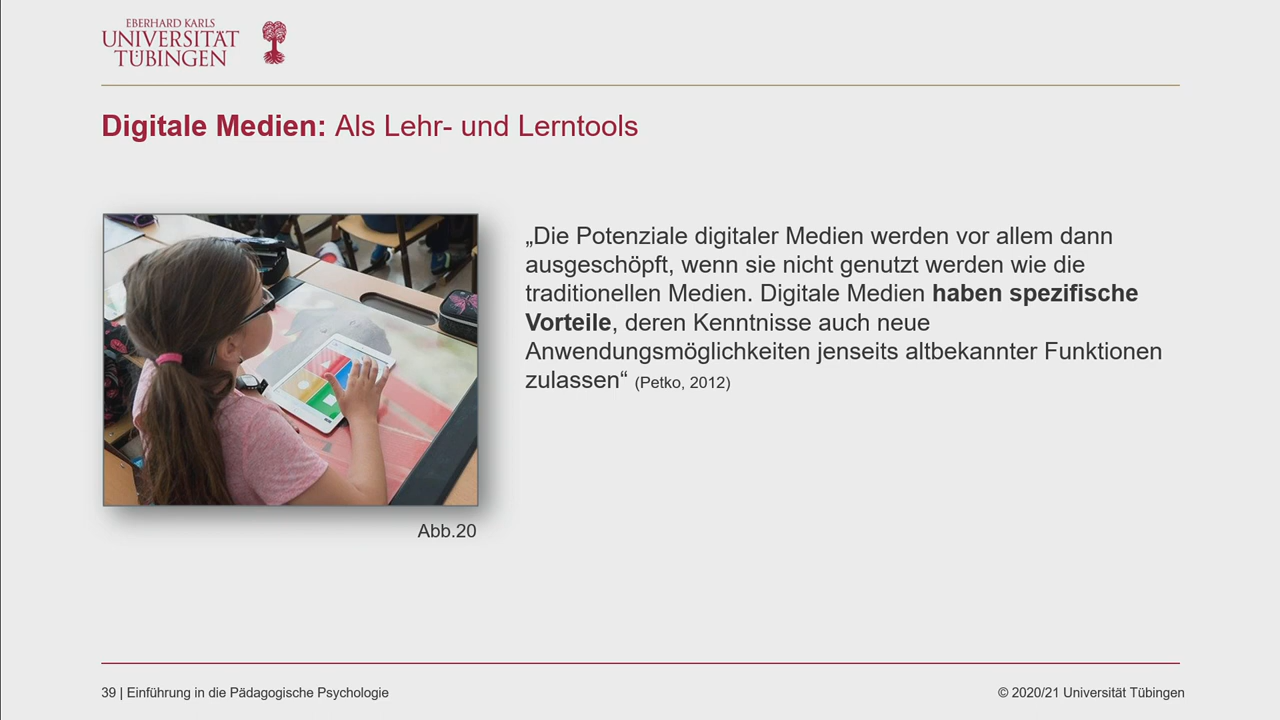 EBERHARD KARLS
UNIVERSITÄT
TÜBINGEN
Digitale Medien: Als Lehr- und Lerntools
„Die Potenziale digitaler Medien werden vor allem dann
ausgeschöpft, wenn sie nicht genutzt werden wie die
traditionellen Medien. Digitale Medien haben spezifische
Vorteile, deren Kenntnisse auch neue
Anwendungsmöglichkeiten jenseits altbekannter Funktionen
zulassen“ (Petko, 2012)
Abb.20
39 | Einführung in die Pädagogische Psychologie
© 2020/21 Universität Tübingen